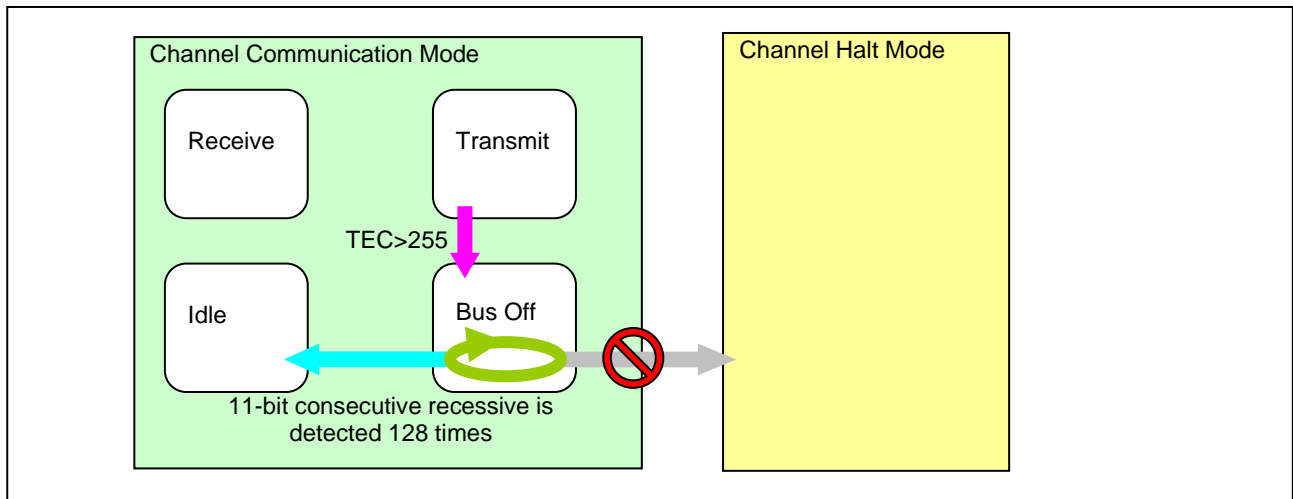 Channel Communication Mode
Channel Halt Mode
Receive
Transmit
TEC>255
Idle
Bus Off
11-bit consecutive recessive is
detected 128 times